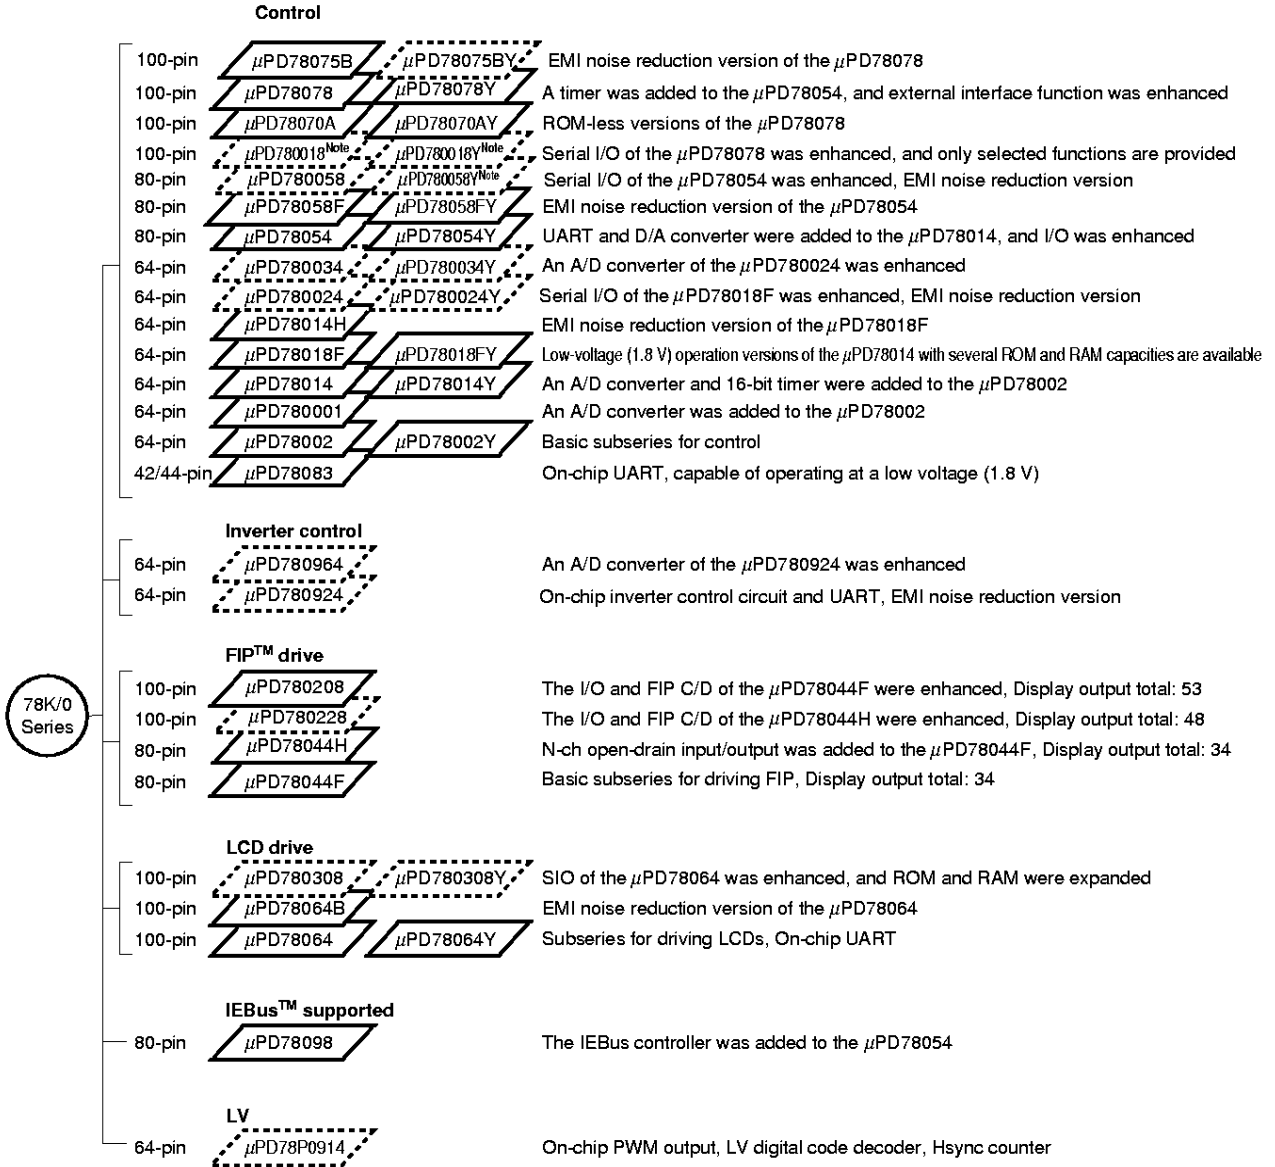 Control
100-pin μPD78075B μPD78075BY EMI noise reduction version of the μPD78078
100-pin μPD78078 μPD78078Y A timer was added to the μPD78054, and external interface function was enhanced
100-pin μPD78070A μPD78070AY ROM-less versions of the μPD78078
100-pin μPD780018Note μPD780018YNote Serial I/O of the μPD78078 was enhanced, and only selected functions are provided
80-pin μPD780058 μPD780058YNote Serial I/O of the μPD78054 was enhanced, EMI noise reduction version
80-pin μPD78058F μPD78058FY EMI noise reduction version of the μPD78054
80-pin μPD78054 μPD78054Y UART and D/A converter were added to the μPD78014, and I/O was enhanced
64-pin μPD780034 μPD780034Y An A/D converter of the μPD780024 was enhanced
64-pin μPD780024 μPD780024Y Serial I/O of the μPD78018F was enhanced, EMI noise reduction version
64-pin μPD78014H EMI noise reduction version of the μPD78018F
64-pin μPD78018F μPD78018FY Low-voltage (1.8 V) operation versions of the μPD78014 with several ROM and RAM capacities are available
64-pin μPD78014 μPD78014Y An A/D converter and 16-bit timer were added to the μPD78002
64-pin μPD780001 An A/D converter was added to the μPD78002
64-pin μPD78002 μPD78002Y Basic subseries for control
42/44-pin μPD78083 On-chip UART, capable of operating at a low voltage (1.8 V)
Inverter control
64-pin μPD780964 An A/D converter of the μPD780924 was enhanced
64-pin μPD780924 On-chip inverter control circuit and UART, EMI noise reduction version
78K/0
Series
FIPTM drive
100-pin μPD780208 The I/O and FIP C/D of the μPD78044F were enhanced, Display output total: 53
100-pin μPD780228 The I/O and FIP C/D of the μPD78044H were enhanced, Display output total: 48
80-pin μPD78044H N-ch open-drain input/output was added to the μPD78044F, Display output total: 34
80-pin μPD78044F Basic subseries for driving FIP, Display output total: 34
LCD drive
100-pin μPD780308 μPD780308Y SIO of the μPD78064 was enhanced, and ROM and RAM were expanded
100-pin μPD78064B EMI noise reduction version of the μPD78064
100-pin μPD78064 μPD78064Y Subseries for driving LCDs, On-chip UART
IEBusTM supported
80-pin μPD78098 The IEBus controller was added to the μPD78054
LV
64-pin μPD78P0914 On-chip PWM output, LV digital code decoder, Hsync counter